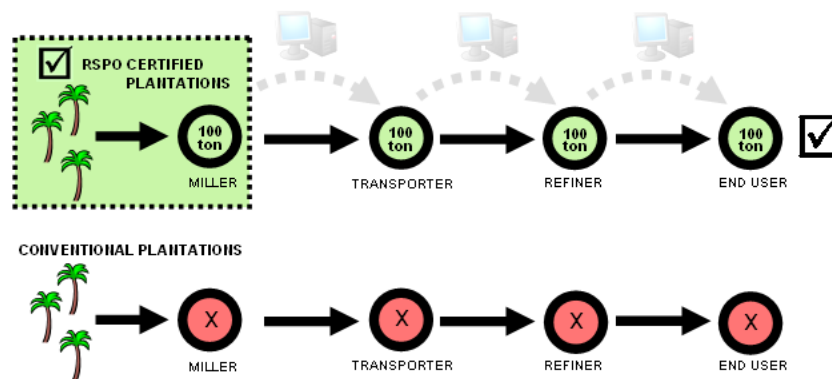 RSPO CERTIFIED
PLANTATIONS
100
ton
100
ton
100
ton
100
ton
MILLER
TRANSPORTER
REFINER
END USER
CONVENTIONAL PLANTATIONS
X
X
X
X
MILLER
TRANSPORTER
REFINER
END USER